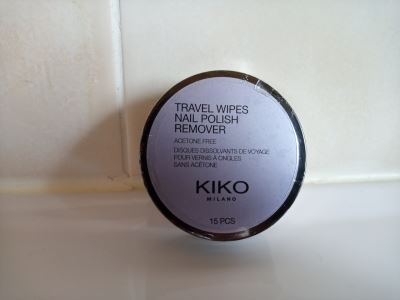 TRAVEL WIPES
NAIL POLISH
REMOVER
ACETONE FREE
DISQUES DISSOLVANTS DE VOYAGE
POUR VERNIS À ONGLES
SANS ACÉTONE
KIKO
MILANO
15 PCS